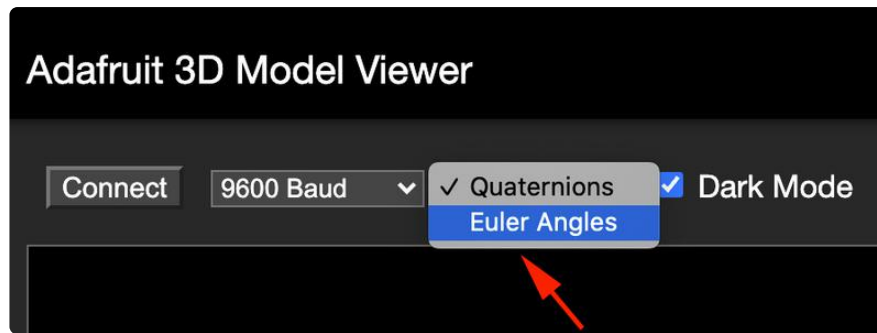 Adafruit 3D Model Viewer
Connect 9600 Baud ✓ Quaternions Dark Mode
Euler Angles